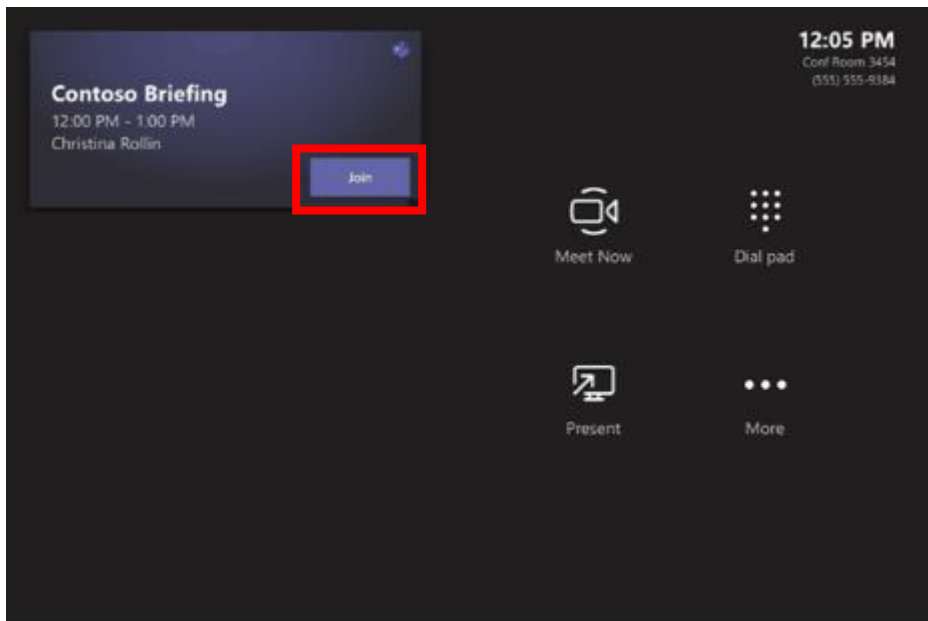 Contoso Briefing
12:00 PM - 1:00 PM
Christina Rollin
Join
12:05 PM
Conf Room 3454
(555) 555-9384
Meet Now
Dial pad
Present
More